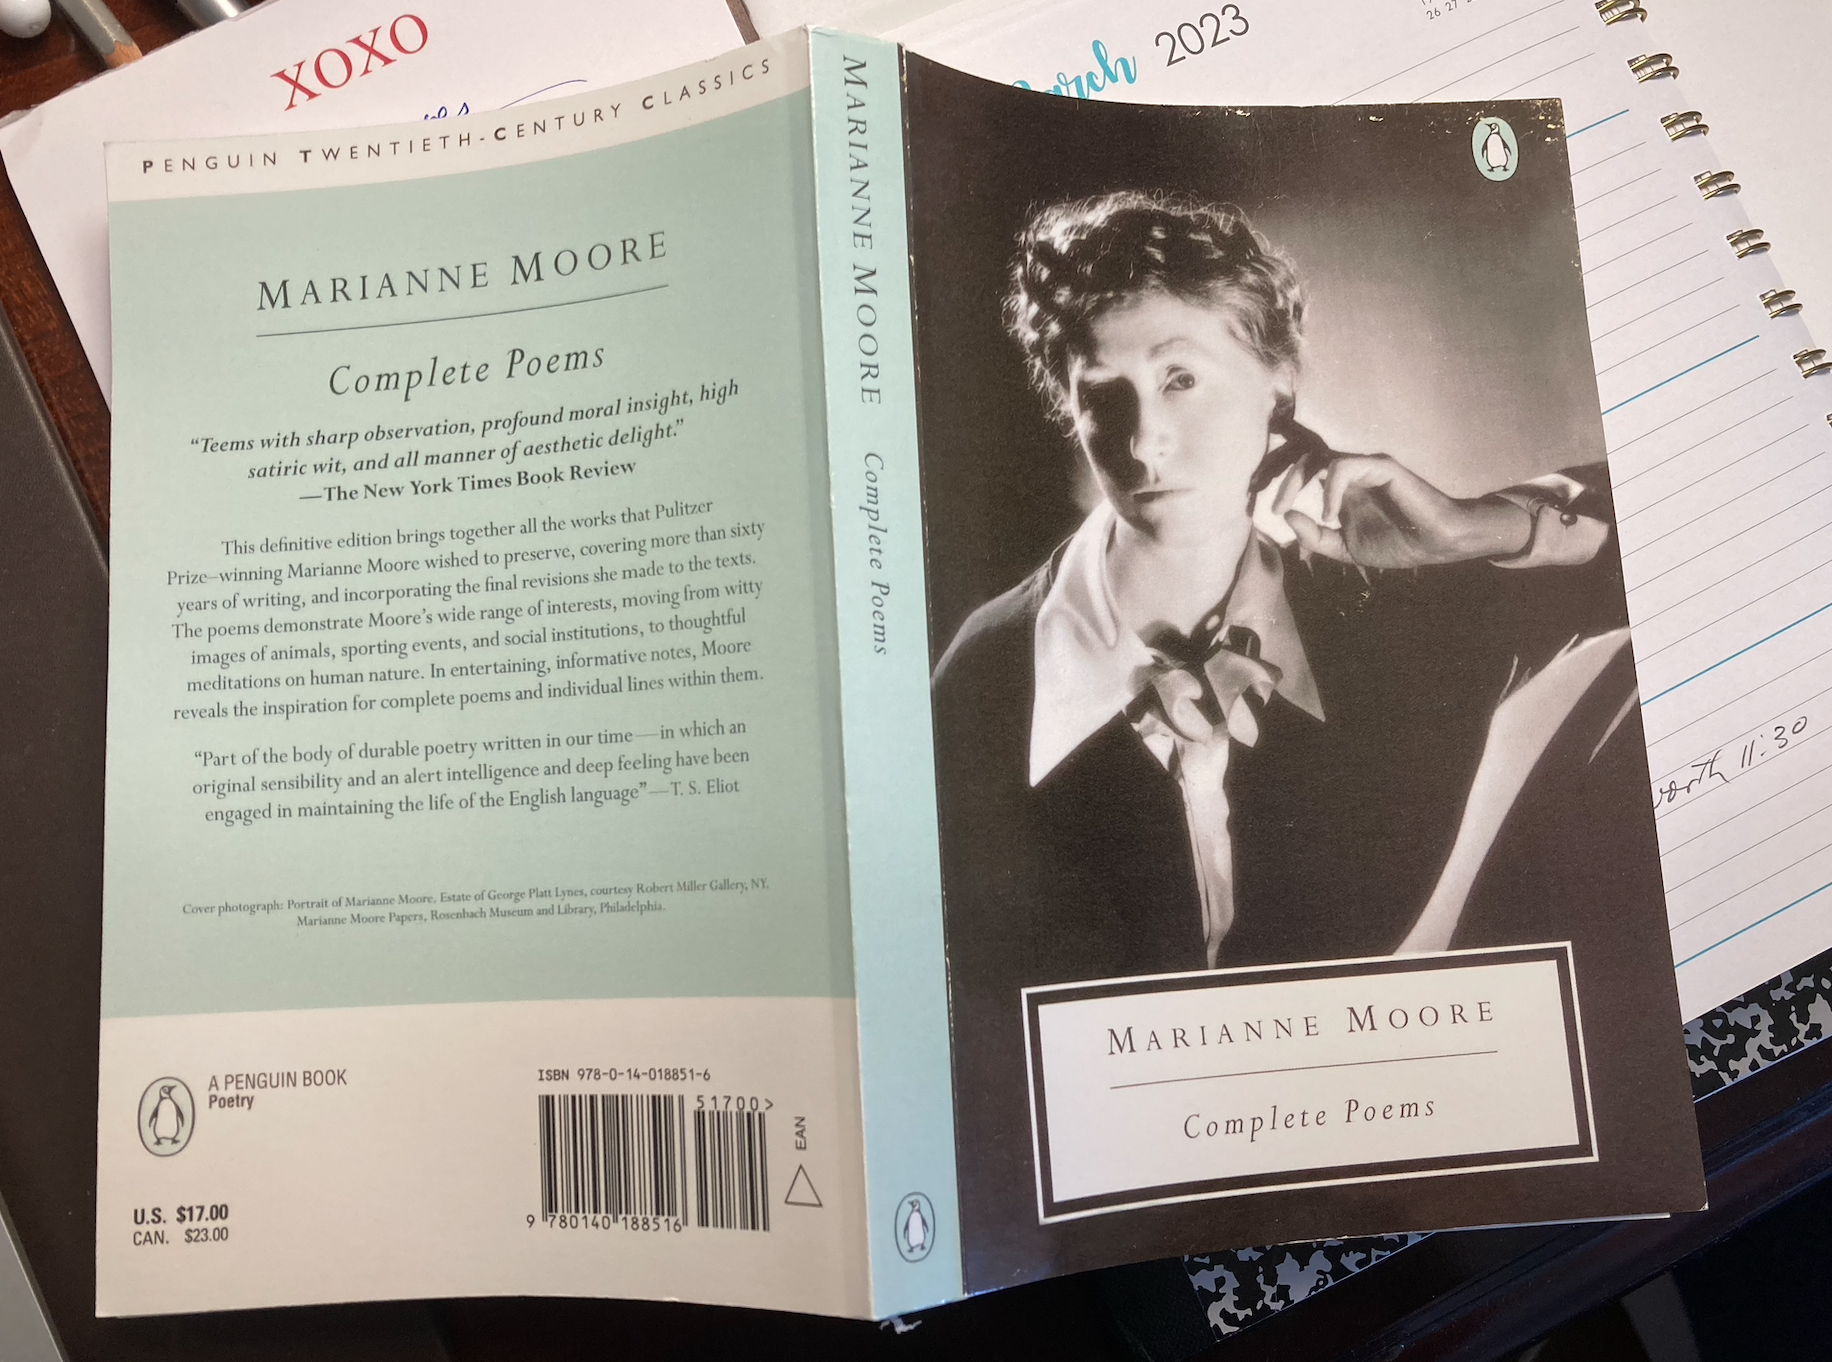 XOXO
March 2023
26 27
PENGUIN TWENTIETH-CENTURY CLASSICS
MARIANNE MOORE
Complete Poems
“Teems with sharp observation, profound moral insight, high
satiric wit, and all manner of aesthetic delight.”
—The New York Times Book Review
This definitive edition brings together all the works that Pulitzer
Prize–winning Marianne Moore wished to preserve, covering more than sixty
years of writing, and incorporating the final revisions she made to the texts.
The poems demonstrate Moore’s wide range of interests, moving from witty
images of animals, sporting events, and social institutions, to thoughtful
meditations on human nature. In entertaining, informative notes, Moore
reveals the inspiration for complete poems and individual lines within them.
“Part of the body of durable poetry written in our time—in which an
original sensibility and an alert intelligence and deep feeling have been
engaged in maintaining the life of the English language”—T. S. Eliot
Cover photograph: Portrait of Marianne Moore, Estate of George Platt Lynes, courtesy Robert Miller Gallery, NY.
Marianne Moore Papers, Rosenbach Museum and Library, Philadelphia.
A PENGUIN BOOK
Poetry
U.S. $17.00
CAN. $23.00
ISBN 978-0-14-018851-6
51700>
EAN
9 780140 188516
MARIANNE MOORE Complete Poems
MARIANNE MOORE
Complete Poems
11:30